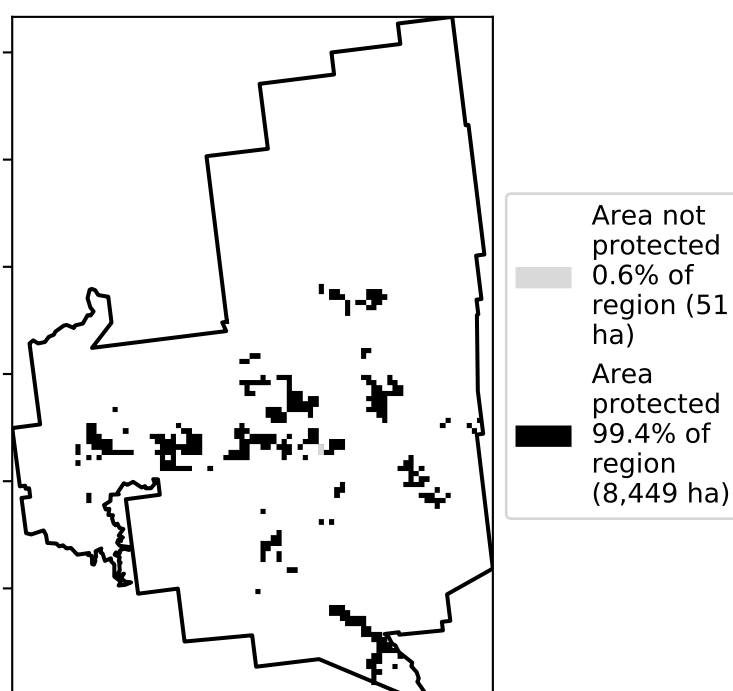 Area not
protected
0.6% of
region (51
ha)
Area
protected
99.4% of
region
(8,449 ha)